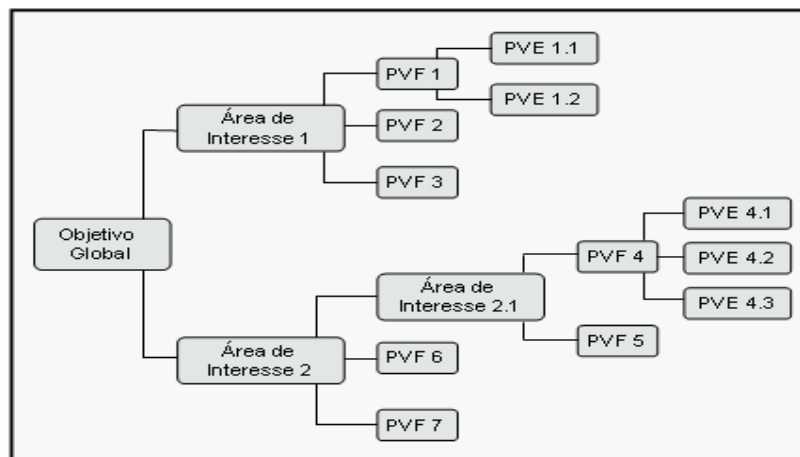 Objetivo
Global
Área de
Interesse 1
PVF 1
PVE 1.1
PVE 1.2
PVF 2
PVF 3
Área de
Interesse 2
Área de
Interesse 2.1
PVF 4
PVE 4.1
PVE 4.2
PVE 4.3
PVF 5
PVF 6
PVF 7